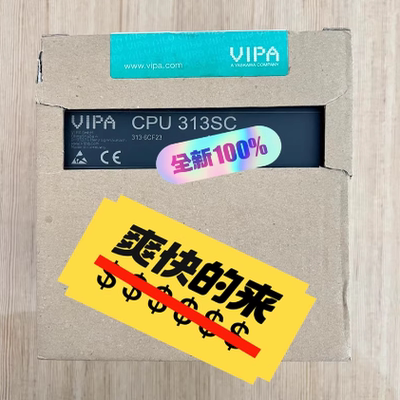 www.vipa.com
VIPA
A YASKAWA COMPANY
VIPA CPU 313SC
313-6CF23
CE
全新100%
爽快的来
$$$$$$